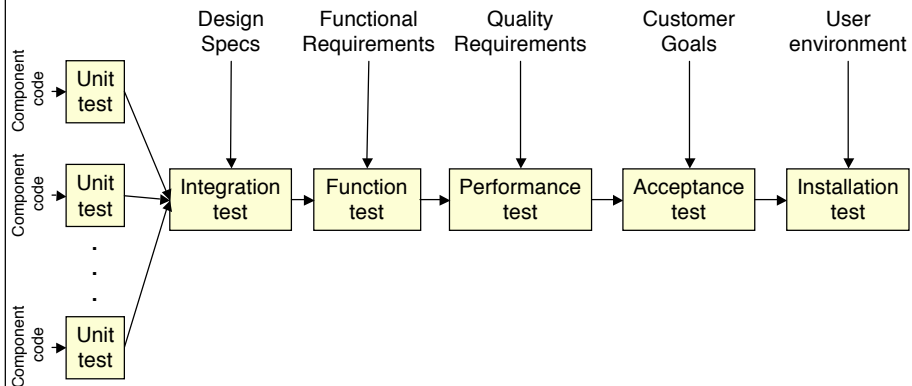 Design
Specs
Functional
Requirements
Quality
Requirements
Customer
Goals
User
environment
Component
code
Unit
test
Component
code
Unit
test
Integration
test
Function
test
Performance
test
Acceptance
test
Installation
test
.
.
.
Component
code
Unit
test